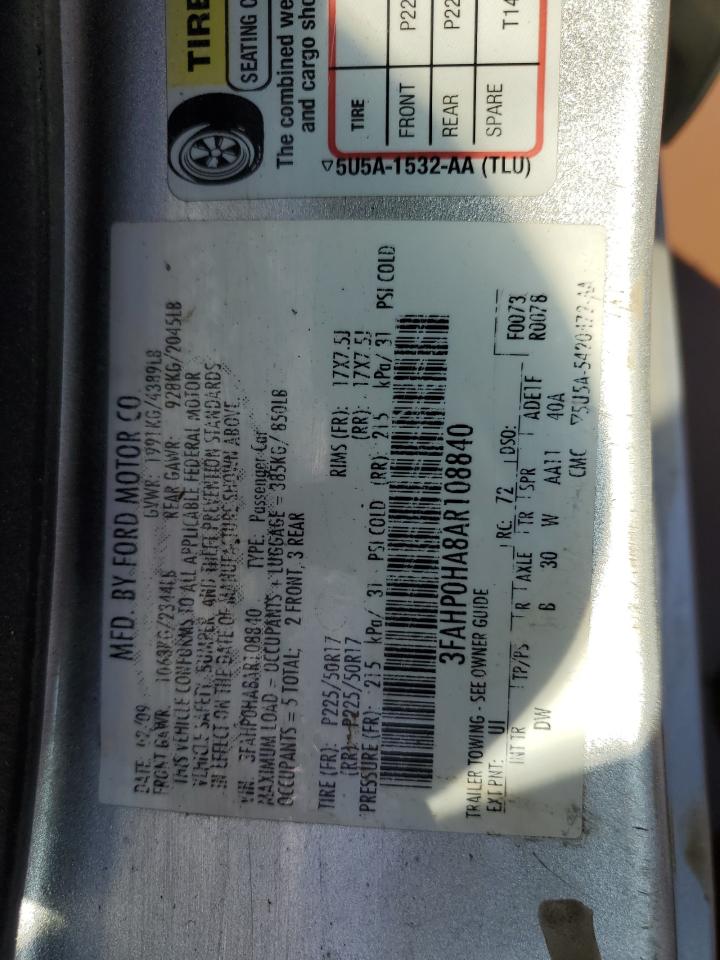 MFD. BY FORD MOTOR CO.
DATE: 02/09 GVWR: 1991KG/4389LB
FRONT GAWR: 1063KG/2344LB REAR GAWR: 928KG/2045LB
THIS VEHICLE CONFORMS TO ALL APPLICABLE FEDERAL MOTOR
VEHICLE SAFETY, BUMPER, AND THEFT PREVENTION STANDARDS
IN EFFECT ON THE DATE OF MANUFACTURE SHOWN ABOVE.
VIN: 3FAHP0HA8AR108840 TYPE: Passenger Car
MAXIMUM LOAD = OCCUPANTS + LUGGAGE = 385KG/ 850LB
OCCUPANTS = 5 TOTAL; 2 FRONT, 3 REAR
TIRE (FR): P225/50R17 RIMS (FR): 17X7.5J
(RR): P225/50R17 (RR): 17X7.5J
PRESSURE (FR): 215 kPa/ 31 PSI COLD (RR): 215 kPa/ 31 PSI COLD
3FAHP0HA8AR108840
TRAILER TOWING - SEE OWNER GUIDE
F0073
R0078
EXT PNT: UI RC: 72 DSO:
INT TR TP/PS R AXLE TR SPR ADE1F
DW B 30 W AA11 40A
CMC ▽5U5A-5420472-AA
TIRE
SEATING
The combined
and cargo
TIRE
FRONT P22
REAR P22
SPARE T14
▽5U5A-1532-AA (TLU)